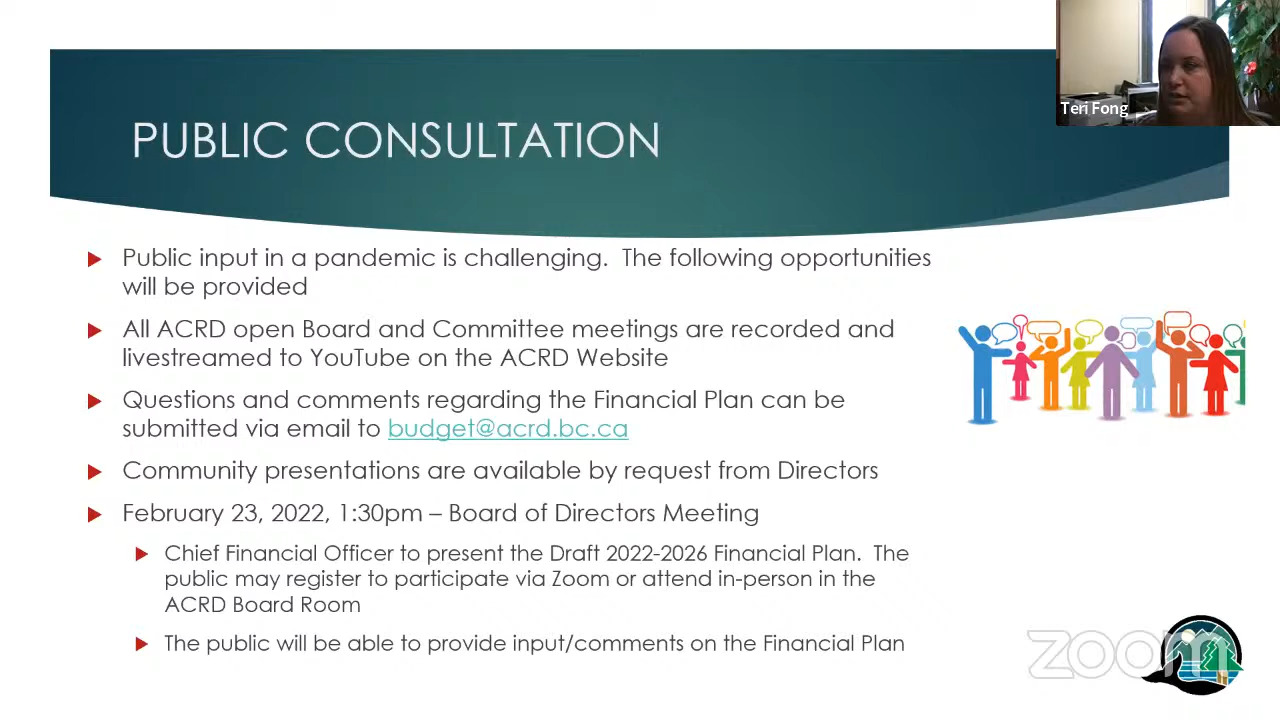 Teri Fong
PUBLIC CONSULTATION
Public input in a pandemic is challenging.  The following opportunities
will be provided
All ACRD open Board and Committee meetings are recorded and
livestreamed to YouTube on the ACRD Website
Questions and comments regarding the Financial Plan can be
submitted via email to budget@acrd.bc.ca
Community presentations are available by request from Directors
February 23, 2022, 1:30pm – Board of Directors Meeting
Chief Financial Officer to present the Draft 2022-2026 Financial Plan.  The
public may register to participate via Zoom or attend in-person in the
ACRD Board Room
The public will be able to provide input/comments on the Financial Plan
zoom